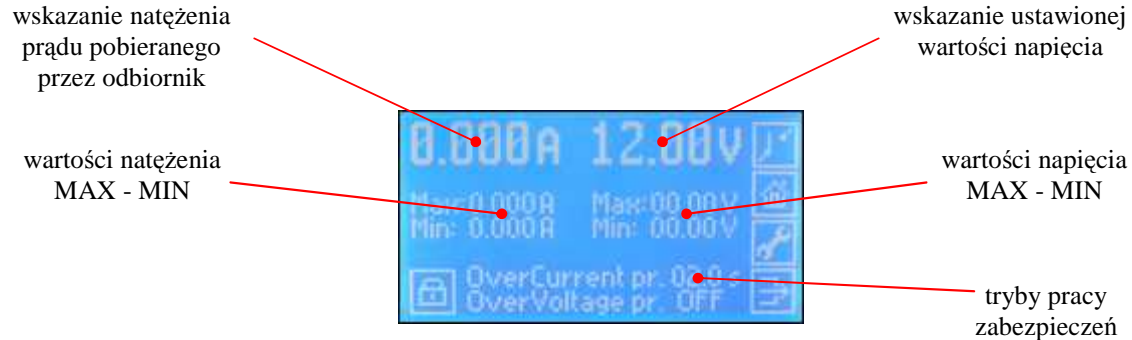 wskazanie natężenia
prądu pobieranego
przez odbiornik
wskazanie ustawionej
wartości napięcia
0.000A 12.00V
wartości natężenia
MAX - MIN
wartości napięcia
MAX - MIN
Max: 0.000A Max: 00.00V
Min: 0.000A Min: 00.00V
OverCurrent pr. s
OverVoltage pr. OFF
tryby pracy
zabezpieczeń